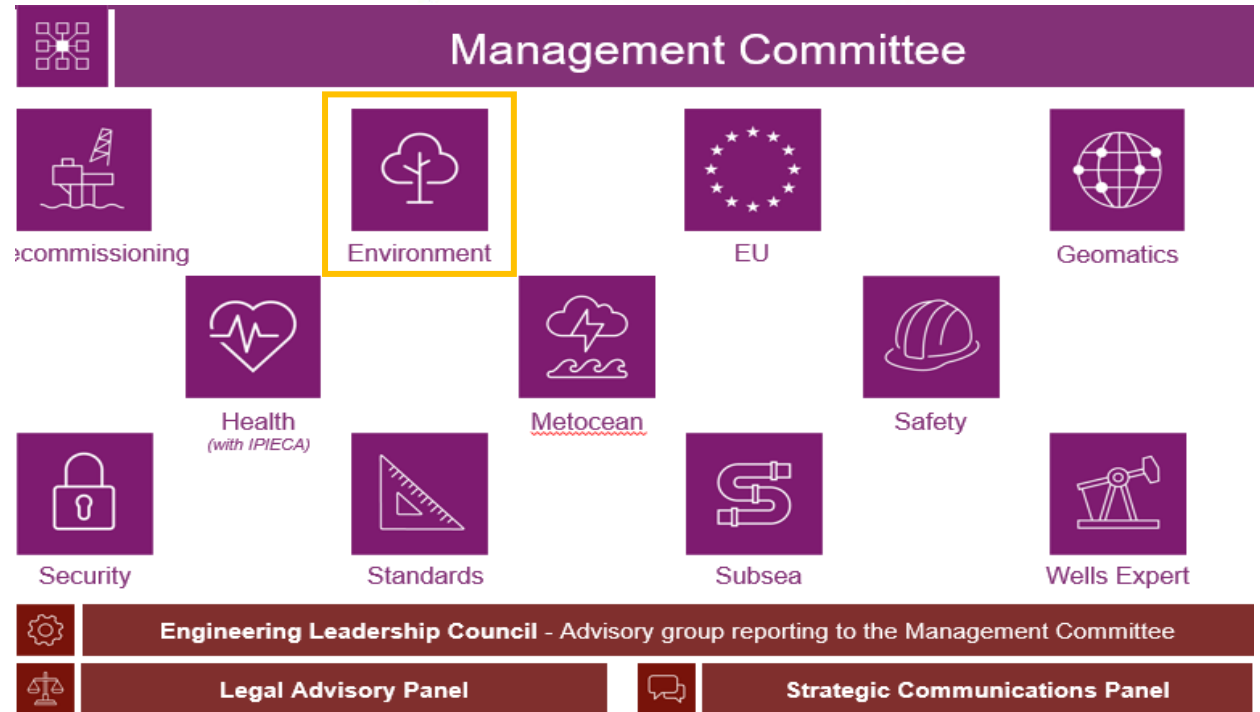 Management Committee
ecommissioning
Environment
EU
Geomatics
Health
(with IPIECA)
Metocean
Safety
Security
Standards
Subsea
Wells Expert
Engineering Leadership Council - Advisory group reporting to the Management Committee
Legal Advisory Panel
Strategic Communications Panel